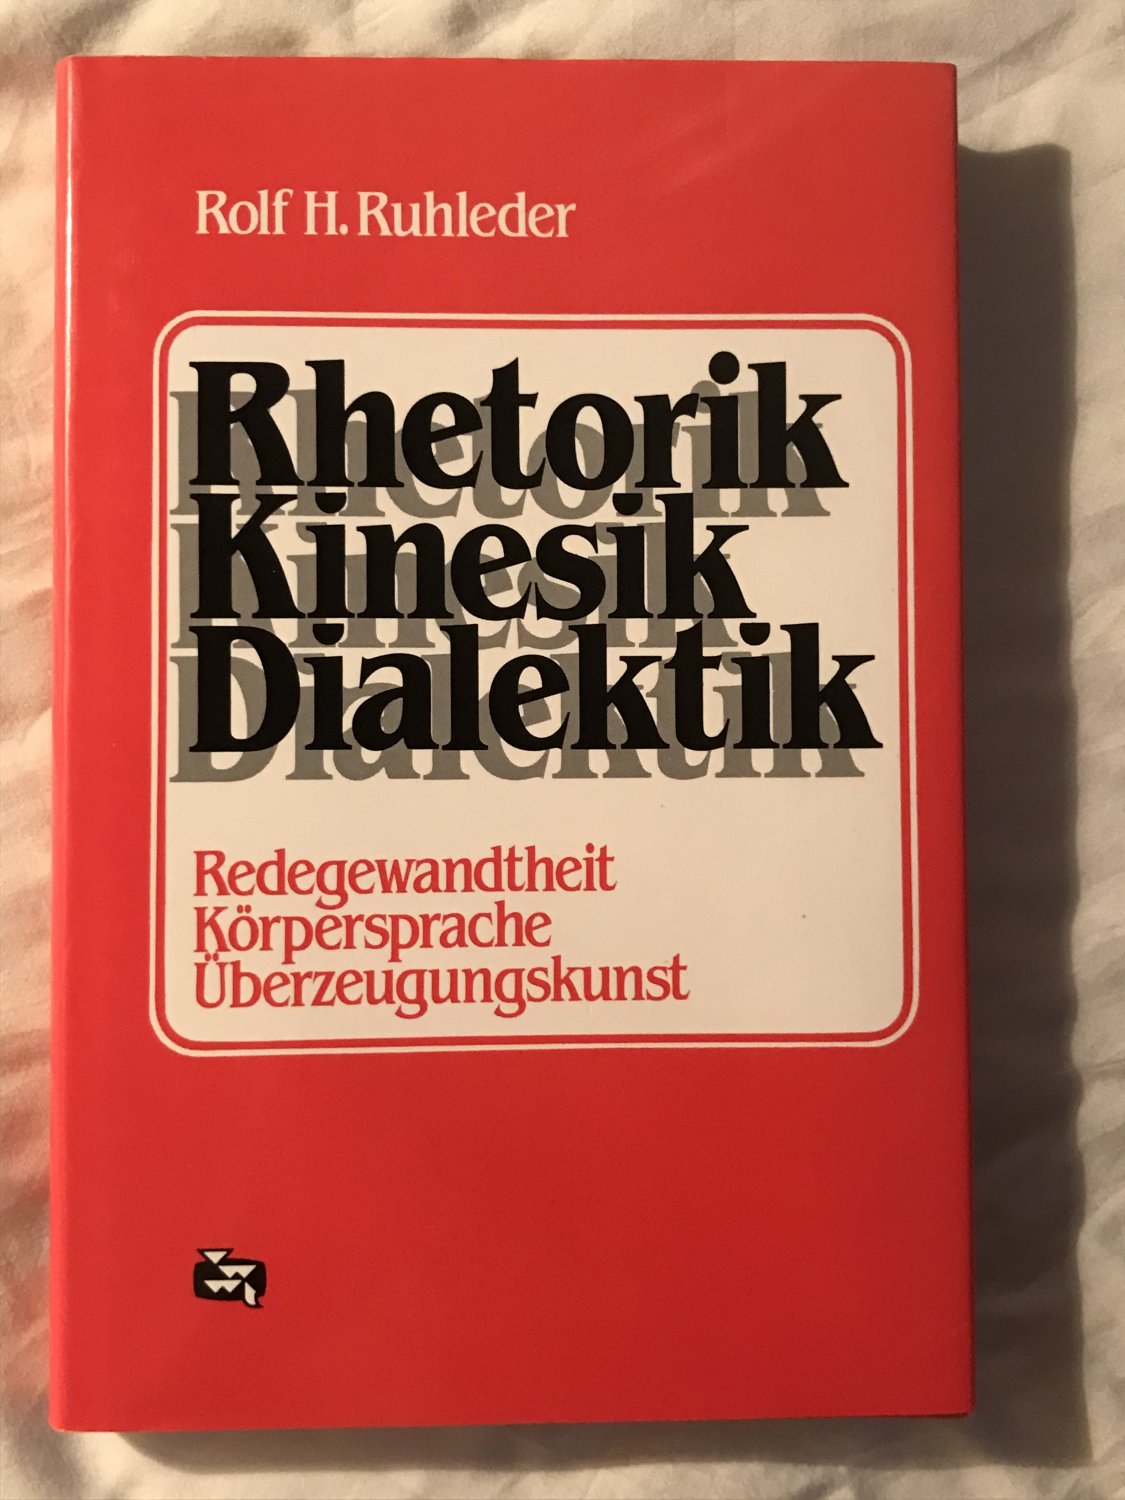 Rolf H. Ruhleder
Rhetorik
Kinesik
Dialektik
Redegewandtheit
Körpersprache
Überzeugungskunst